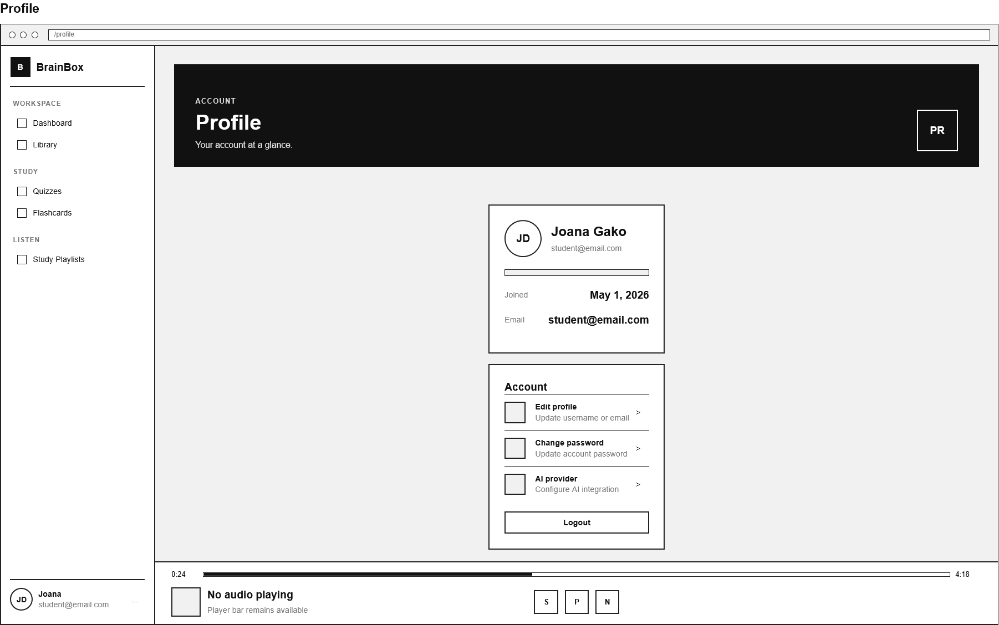 Profile
/profile
B
BrainBox
WORKSPACE
Dashboard
Library
STUDY
Quizzes
Flashcards
LISTEN
Study Playlists
JD
Joana
student@email.com
...
ACCOUNT
Profile
Your account at a glance.
PR
JD
Joana Gako
student@email.com
Joined May 1, 2026
Email student@email.com
Account
Edit profile
Update username or email
>
Change password
Update account password
>
AI provider
Configure AI integration
>
Logout
0:24 4:18
No audio playing
Player bar remains available
S P N